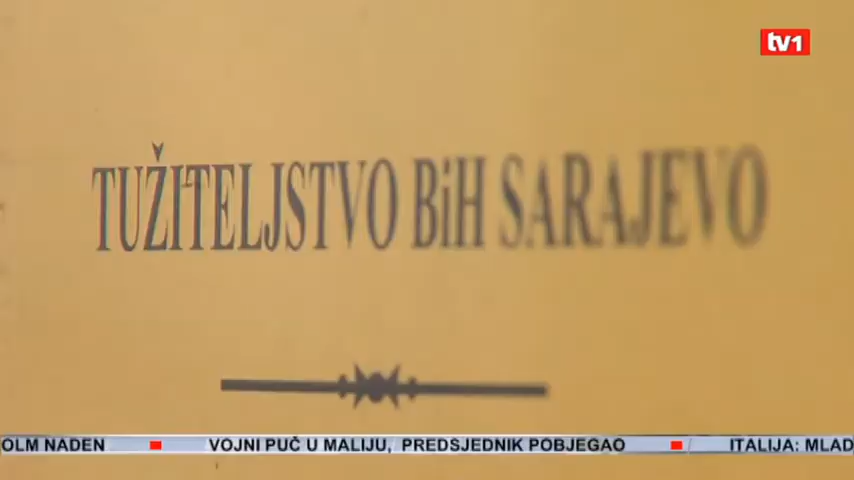 tv1
TUŽITELJSTVO BiH SARAJEVO
OLM NAĐEN VOJNI PUČ U MALIJU, PREDSJEDNIK POBJEGAO ITALIJA: MLAD